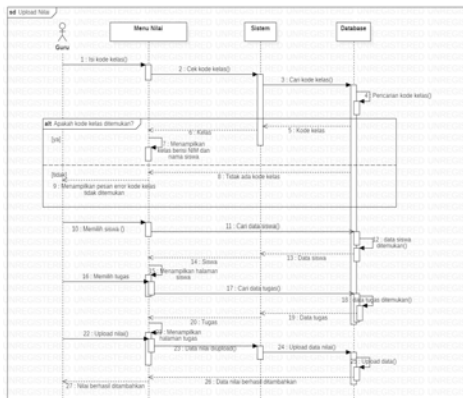 sd Upload Nilai
Guru
Menu Nilai
Sistem
Database
1 : Isi kode kelas()
2 : Cek kode kelas()
3 : Cari kode kelas()
4 : Pencarian kode kelas()
alt Apakah kode kelas ditemukan?
5 : Kode kelas
6 : Kelas
[ya]
7 : Menampilkan
kelas berisi NIM dan
nama siswa
[tidak]
8 : Tidak ada kode kelas
9 : Menampilkan pesan error kode kelas
tidak ditemukan
10 : Memilih siswa ()
11 : Cari data siswa()
12 : data siswa
ditemukan()
13 : Data siswa
14 : Siswa
15 : Menampilkan halaman
siswa
16 : Memilih tugas
17 : Cari data tugas()
18 : data tugas ditemukan()
19 : Data tugas
20 : Tugas
: Menampilkan
halaman tugas
22 : Upload nilai()
23 : Data nilai diupload()
24 : Upload data nilai()
25 : Upload data()
26 : Data nilai berhasil ditambahkan
27 : Nilai berhasil ditambahkan